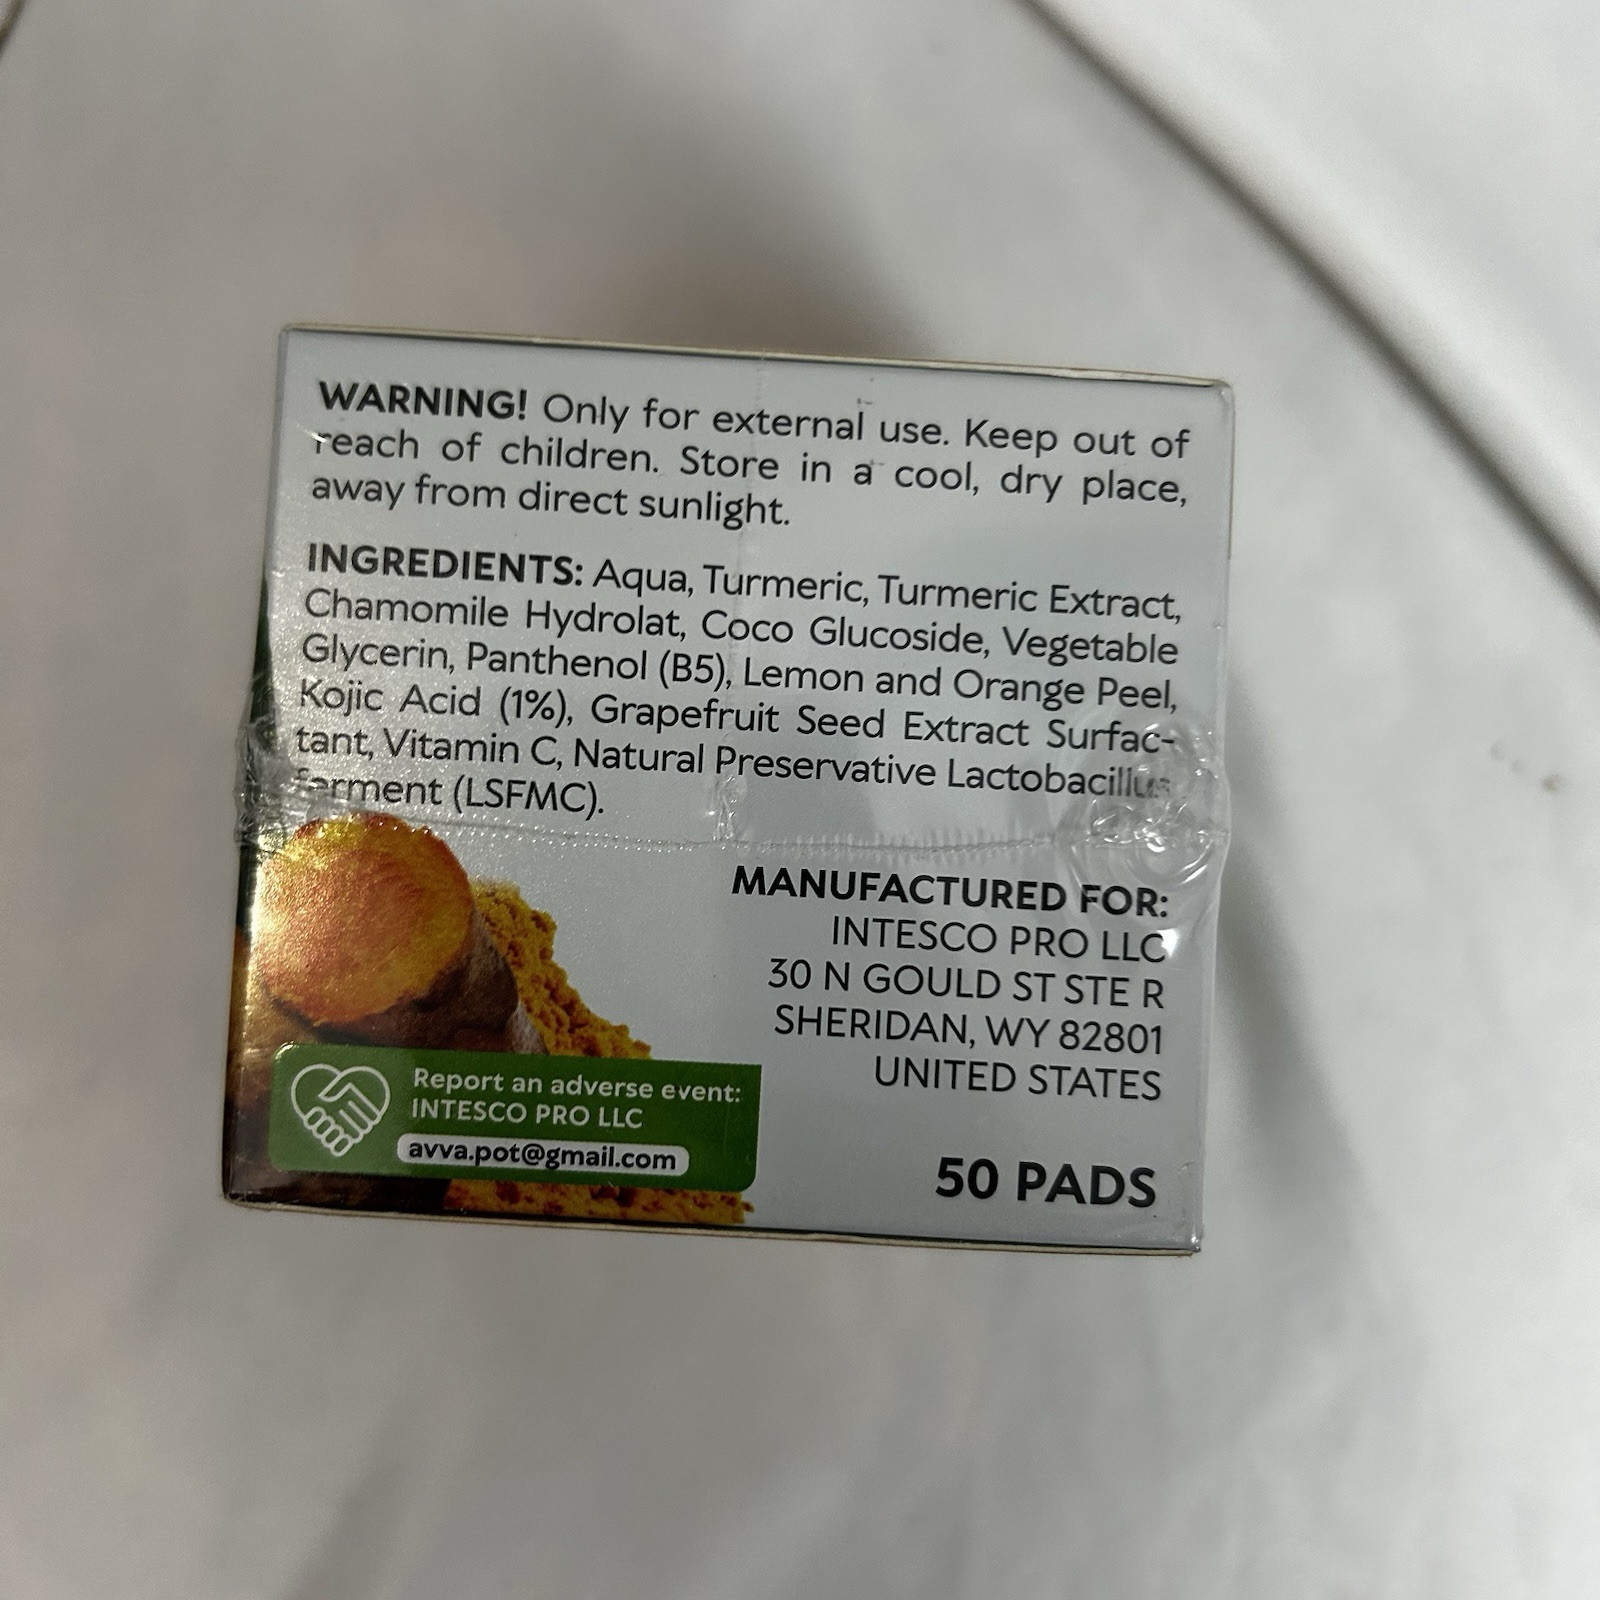 WARNING! Only for external use. Keep out of
reach of children. Store in a cool, dry place,
away from direct sunlight.
INGREDIENTS: Aqua, Turmeric, Turmeric Extract,
Chamomile Hydrolat, Coco Glucoside, Vegetable
Glycerin, Panthenol (B5), Lemon and Orange Peel,
Kojic Acid (1%), Grapefruit Seed Extract Surfac-
tant, Vitamin C, Natural Preservative Lactobacillus
ferment (LSFMC).
MANUFACTURED FOR:
INTESCO PRO LLC
30 N GOULD ST STE R
SHERIDAN, WY 82801
UNITED STATES
Report an adverse event:
INTESCO PRO LLC
avva.pot@gmail.com
50 PADS